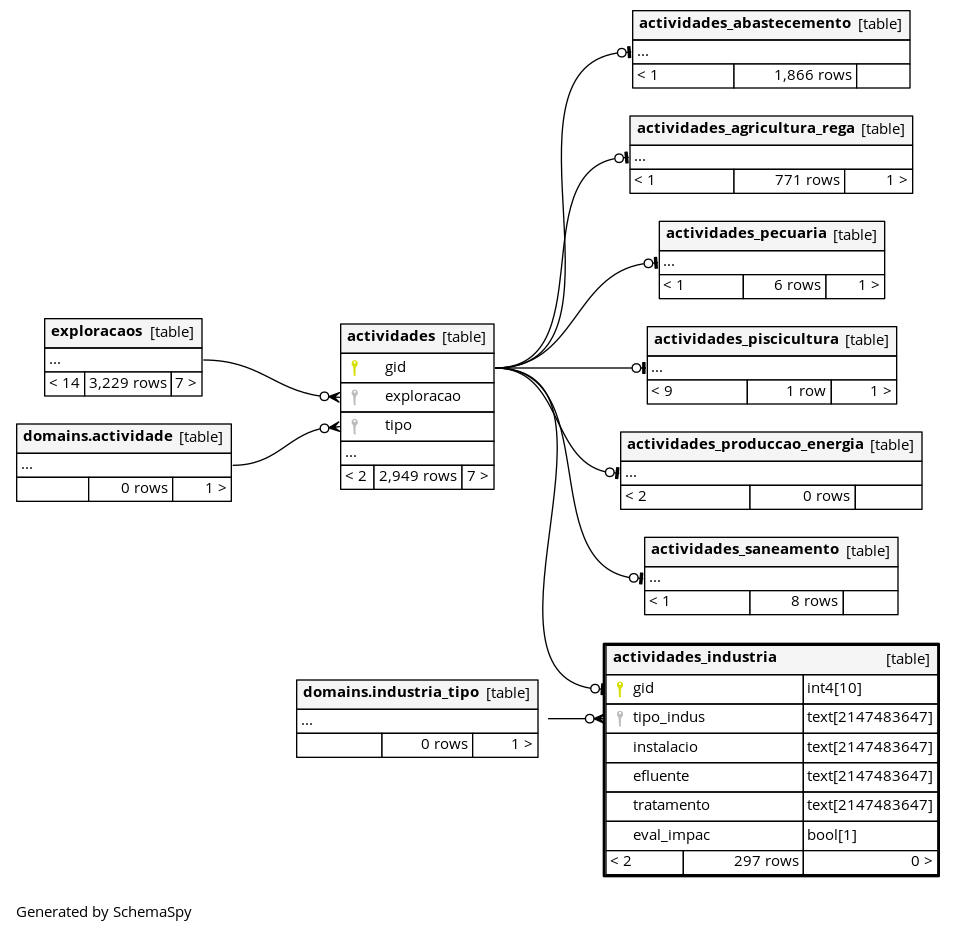 actividades_abastecemento [table]
...
< 1 1,866 rows
actividades_agricultura_rega [table]
...
< 1 771 rows 1 >
actividades_pecuaria [table]
...
< 1 6 rows 1 >
actividades_piscicultura [table]
...
< 9 1 row 1 >
actividades_produccao_energia [table]
...
< 2 0 rows
actividades_saneamento [table]
...
< 1 8 rows
exploracaos [table]
...
< 14 3,229 rows 7 >
domains.actividade [table]
...
0 rows 1 >
actividades [table]
gid
exploracao
tipo
...
< 2 2,949 rows 7 >
domains.industria_tipo [table]
...
0 rows 1 >
actividades_industria [table]
gid int4[10]
tipo_indus text[2147483647]
instalacio text[2147483647]
efluente text[2147483647]
tratamento text[2147483647]
eval_impac bool[1]
< 2 297 rows 0 >
Generated by SchemaSpy